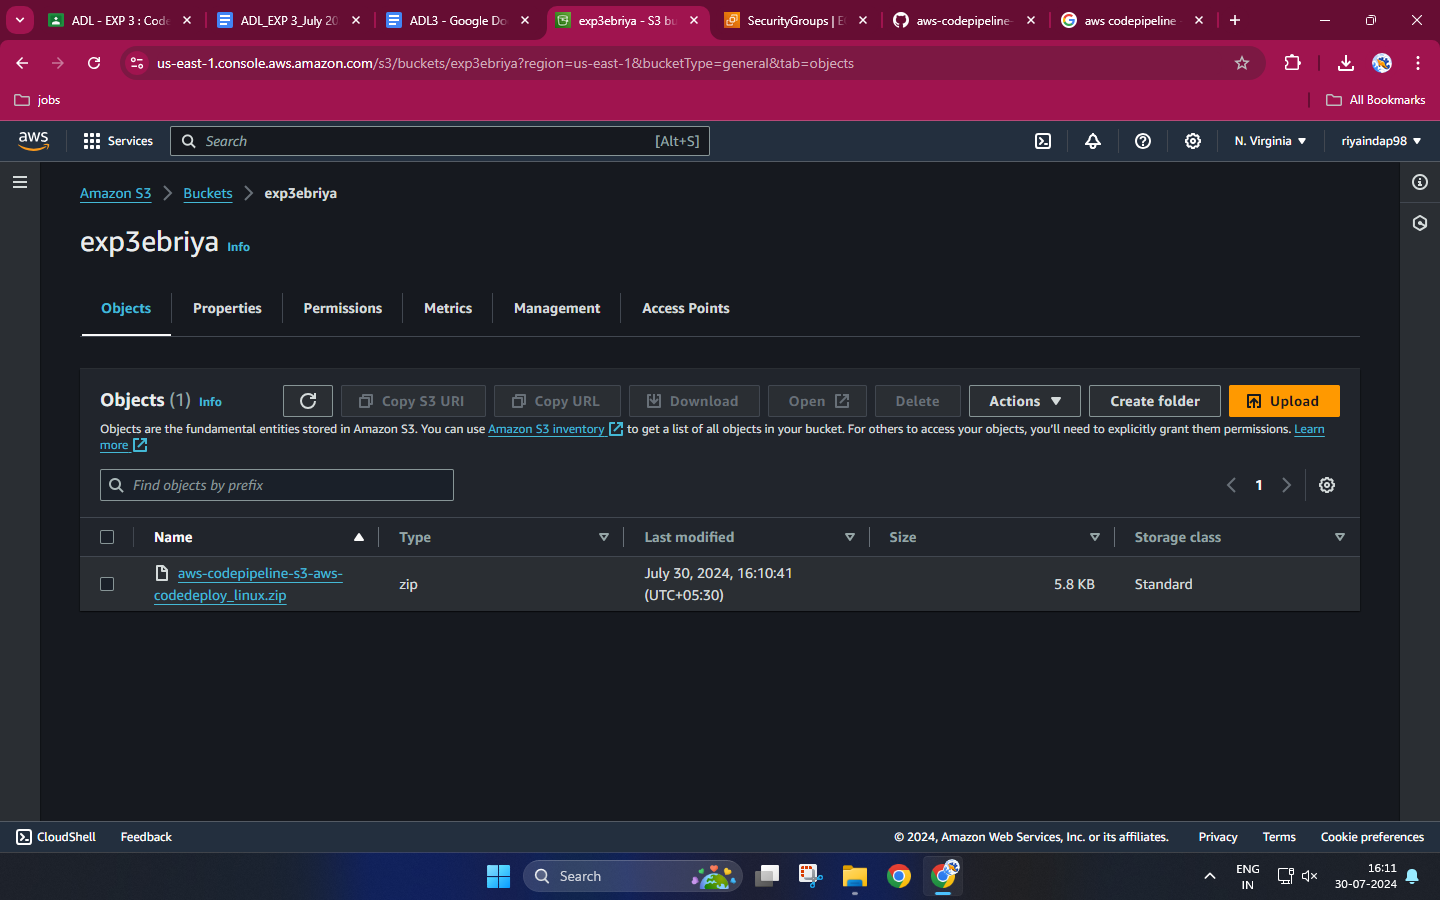 ADL - EXP 3 : Code
ADL_EXP 3_July 20
ADL3 - Google Do
exp3ebriya - S3 bu
SecurityGroups | E
aws-codepipeline-
aws codepipeline
us-east-1.console.aws.amazon.com/s3/buckets/exp3ebriya?region=us-east-1&bucketType=general&tab=objects
jobs
All Bookmarks
aws
Services
Search
[Alt+S]
N. Virginia
riyaindap98
Amazon S3
Buckets
exp3ebriya
exp3ebriya Info
Objects
Properties
Permissions
Metrics
Management
Access Points
Objects (1) Info
Copy S3 URI
Copy URL
Download
Open
Delete
Actions
Create folder
Upload
Objects are the fundamental entities stored in Amazon S3. You can use Amazon S3 inventory to get a list of all objects in your bucket. For others to access your objects, you'll need to explicitly grant them permissions. Learn
more
Find objects by prefix
1
Name
Type
Last modified
Size
Storage class
aws-codepipeline-s3-aws-
codedeploy_linux.zip
zip
July 30, 2024, 16:10:41
(UTC+05:30)
5.8 KB
Standard
CloudShell
Feedback
© 2024, Amazon Web Services, Inc. or its affiliates.
Privacy
Terms
Cookie preferences
Search
ENG
IN
16:11
30-07-2024